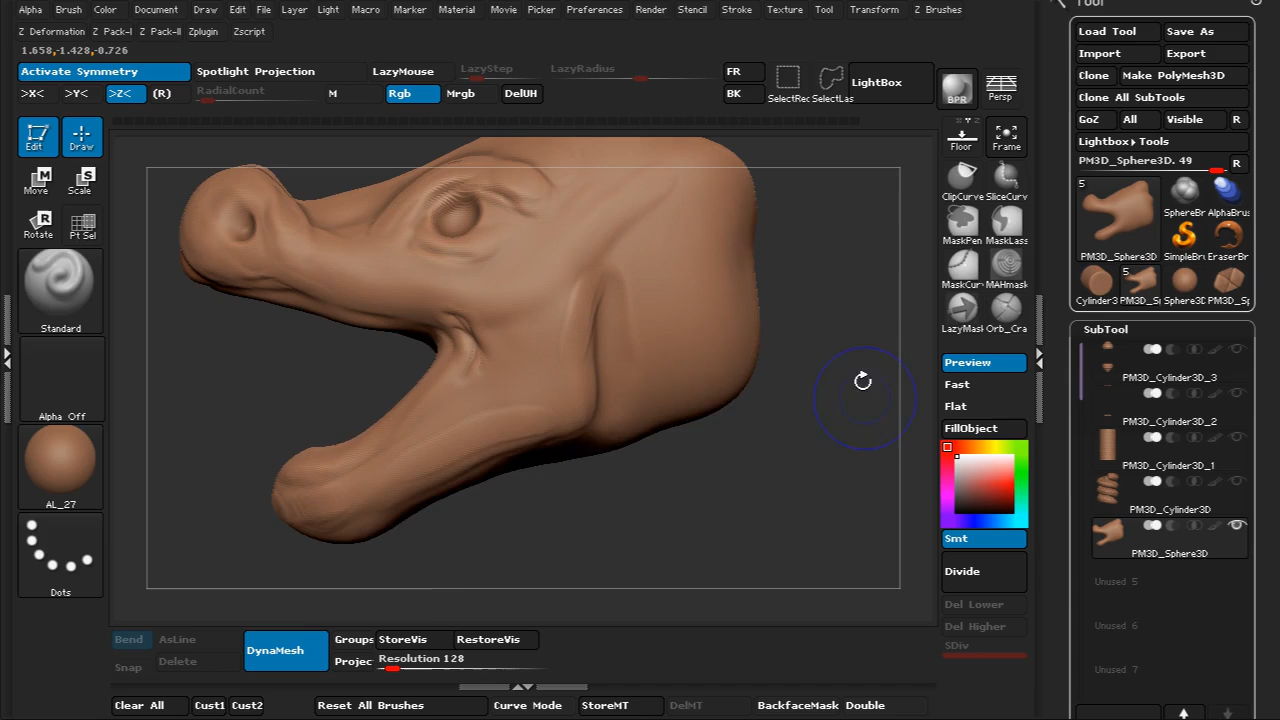 Alpha Brush Color Document Draw Edit File Layer Light Macro Marker Material Movie Picker Preferences Render Stencil Stroke Texture Tool Transform Z Brushes
Z Deformation Z Pack-I Z Pack-II Zplugin Zscript
1.658,-1.428,-0.726
Activate Symmetry Spotlight Projection LazyMouse LazyStep LazyRadius FR
>X< >Y< >Z< (R) RadialCount M Rgb Mrgb DelUH BK SelectRec SelectLas LightBox BPR Persp
Edit Draw Floor Frame
Move Scale ClipCurve SliceCurv
Rotate Pt Sel MaskPen MaskLass
MaskCur MAHmask
Standard LazyMask Orb_Cra
Alpha Off
AL_27
Dots
Preview
Fast
Flat
FillObject
Smt
Divide
Del Lower
Del Higher
SDiv
Tool
Load Tool Save As
Import Export
Clone Make PolyMesh3D
Clone All SubTools
GoZ All Visible R
Lightbox▸Tools
PM3D_Sphere3D. 49 R
5
SphereBr AlphaBrus
PM3D_Sphere3D SimpleBr EraserBr
5
Cylinder3 PM3D_S Sphere3D PM3D_Sp
SubTool
PM3D_Cylinder3D_3
PM3D_Cylinder3D_2
PM3D_Cylinder3D_1
PM3D_Cylinder3D
PM3D_Sphere3D
Unused 5
Unused 6
Unused 7
Bend AsLine DynaMesh Groups StoreVis RestoreVis
Snap Delete Projec Resolution 128
Clear All Cust1 Cust2 Reset All Brushes Curve Mode StoreMT DelMT BackfaceMask Double